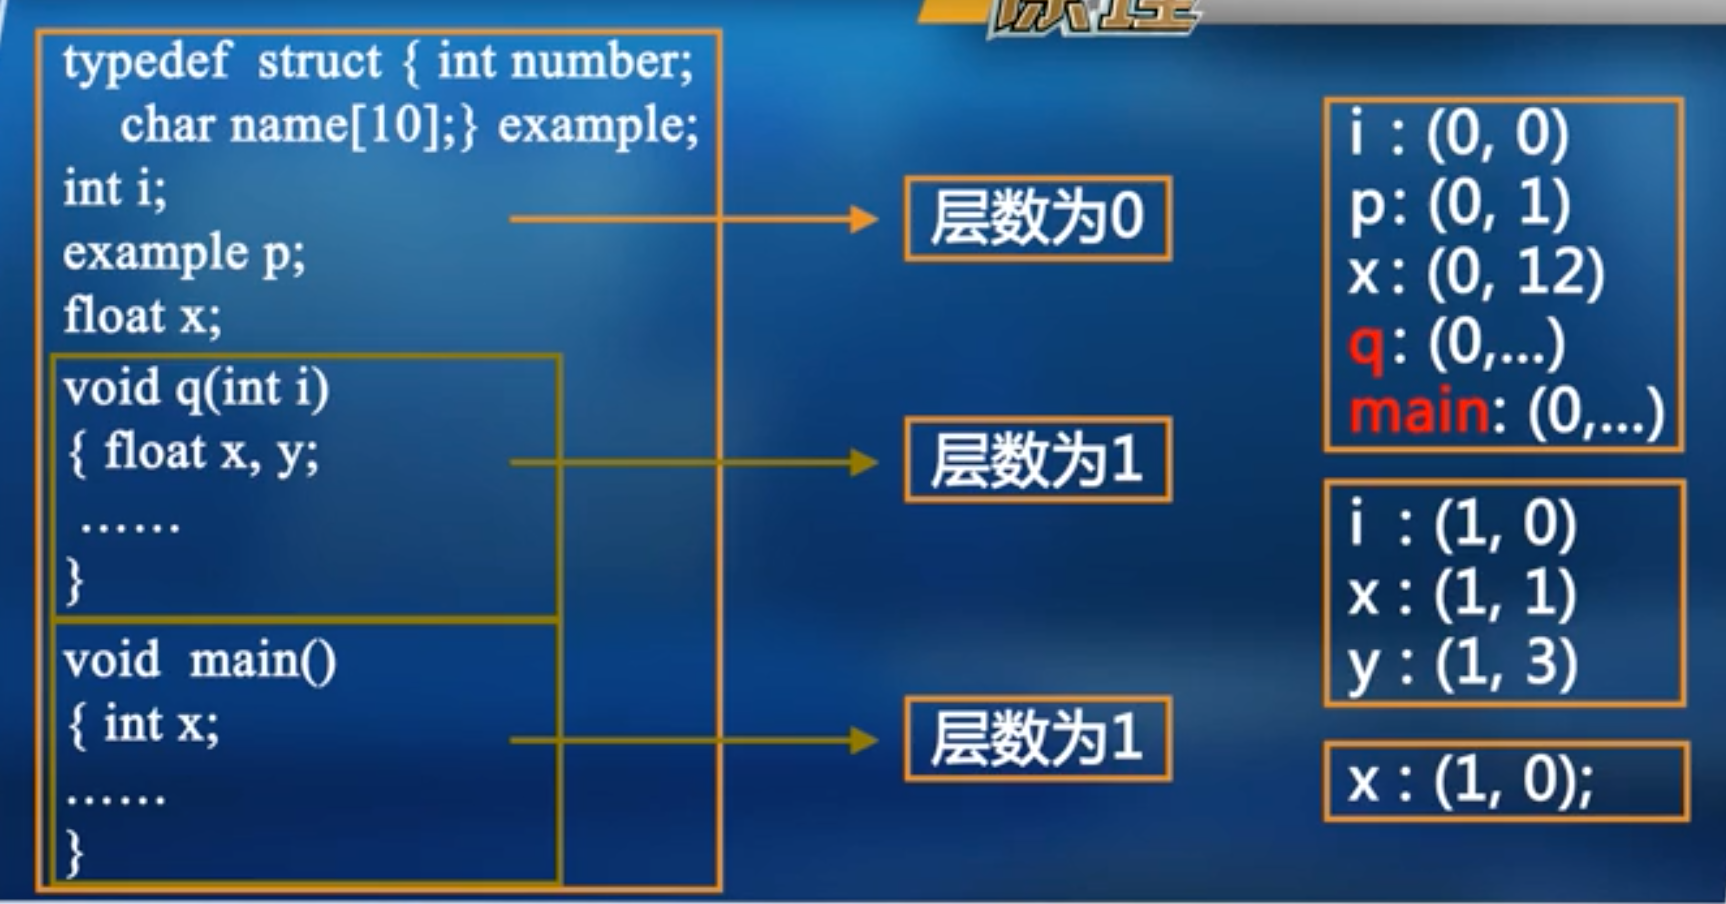 原理
typedef struct { int number;
char name[10];} example;
int i;
example p;
float x;
void q(int i)
{ float x, y;
......
}
void main()
{ int x;
......
}
层数为0
层数为1
层数为1
i : (0, 0)
p: (0, 1)
x: (0, 12)
q: (0,...)
main: (0,...)
i : (1, 0)
x : (1, 1)
y : (1, 3)
x : (1, 0);